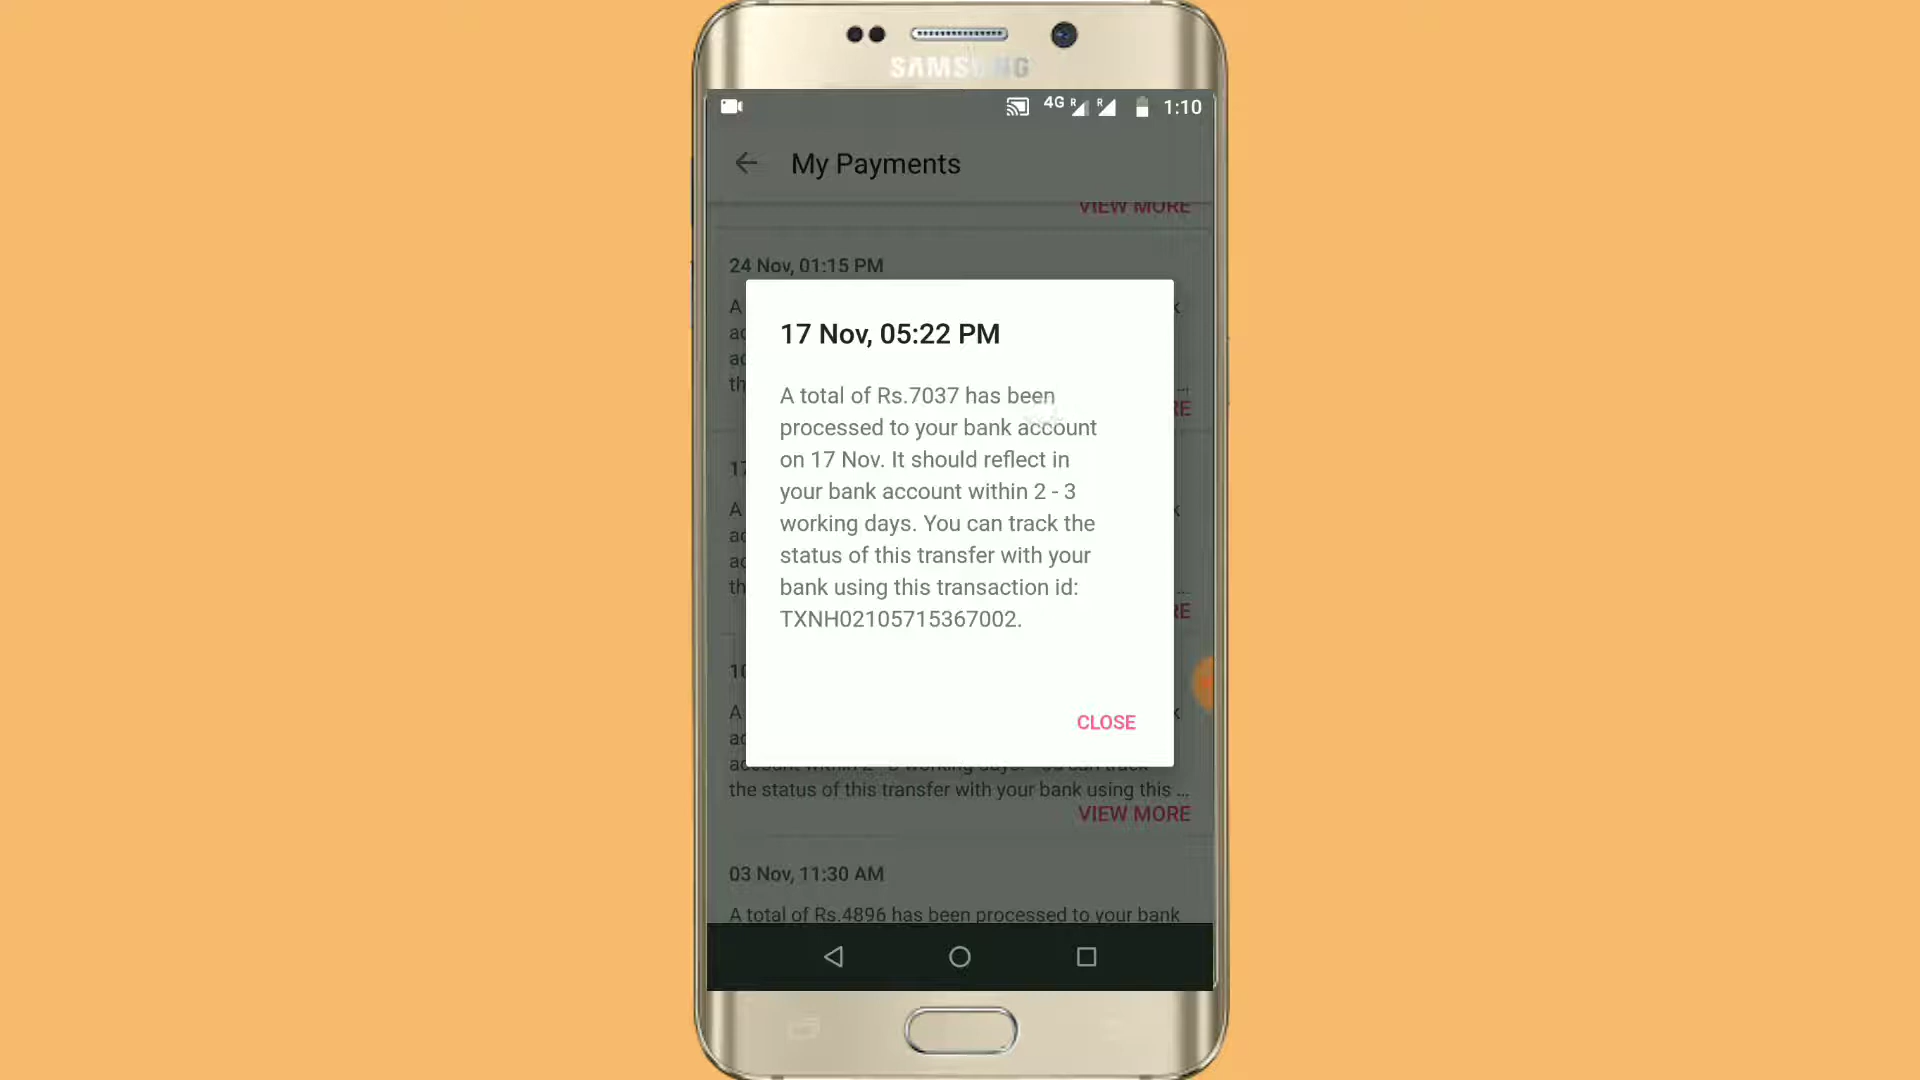 SAMSUNG
4G R R 1:10
My Payments
VIEW MORE
24 Nov, 01:15 PM
17 Nov, 05:22 PM
A total of Rs.7037 has been
processed to your bank account
on 17 Nov. It should reflect in
your bank account within 2 - 3
working days. You can track the
status of this transfer with your
bank using this transaction id:
TXNH02105715367002.
CLOSE
the status of this transfer with your bank using this ...
VIEW MORE
03 Nov, 11:30 AM
A total of Rs.4896 has been processed to your bank